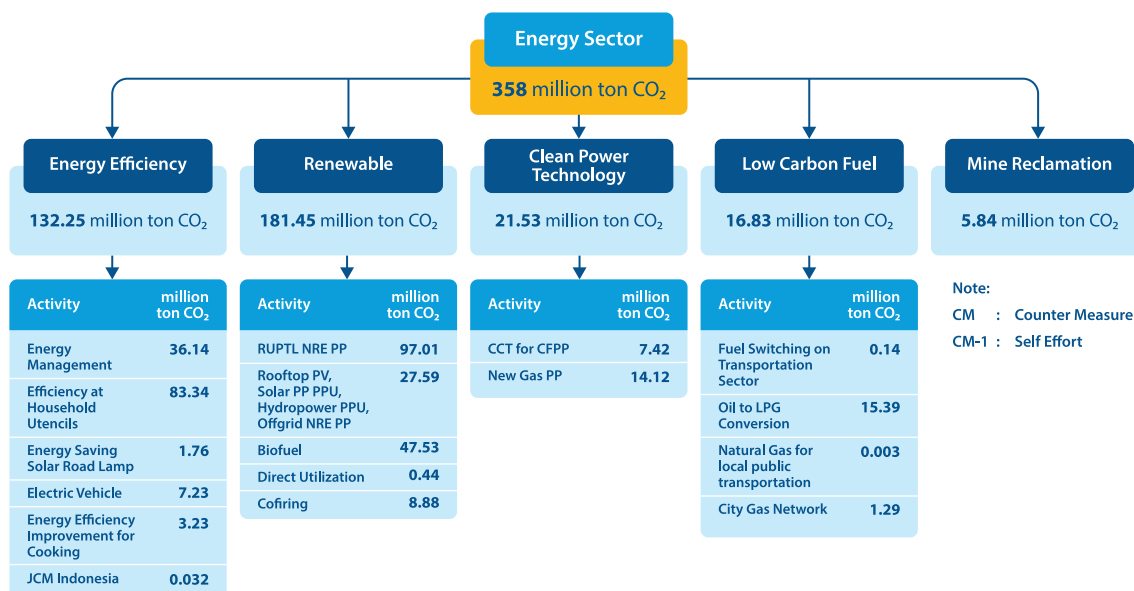 Energy Sector
358 million ton CO₂
Energy Efficiency
132.25 million ton CO₂
Renewable
181.45 million ton CO₂
Clean Power
Technology
21.53 million ton CO₂
Low Carbon Fuel
16.83 million ton CO₂
Mine Reclamation
5.84 million ton CO₂
Activity
million
ton CO₂
Energy
Management
36.14
Efficiency at
Household
Utencils
83.34
Energy Saving
Solar Road Lamp
1.76
Electric Vehicle
7.23
Energy Efficiency
Improvement for
Cooking
3.23
JCM Indonesia
0.032
Activity
million
ton CO₂
RUPTL NRE PP
97.01
Rooftop PV,
Solar PP PPU,
Hydropower PPU,
Offgrid NRE PP
27.59
Biofuel
47.53
Direct Utilization
0.44
Cofiring
8.88
Activity
million
ton CO₂
CCT for CFPP
7.42
New Gas PP
14.12
Activity
million
ton CO₂
Fuel Switching on
Transportation
Sector
0.14
Oil to LPG
Conversion
15.39
Natural Gas for
local public
transportation
0.003
City Gas Network
1.29
Note:
CM : Counter Measure
CM-1 : Self Effort